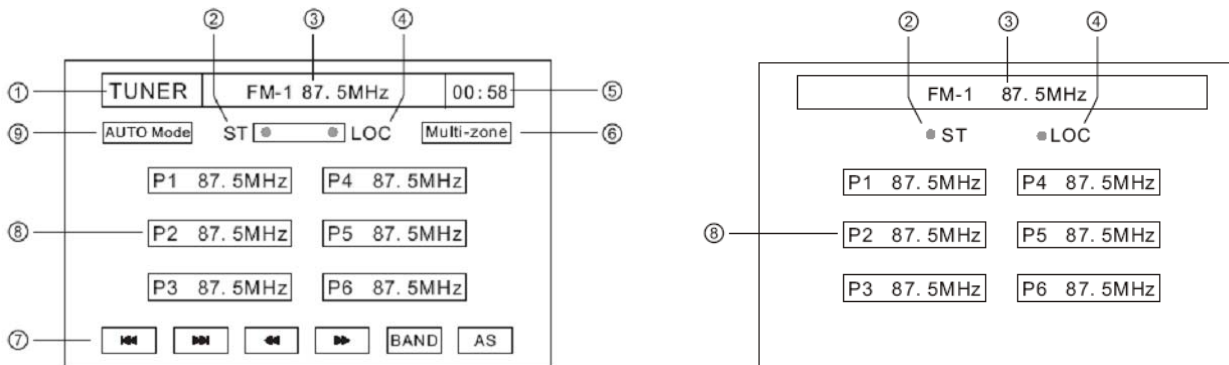 ② ③ ④
① TUNER FM-1 87.5MHz 00:58 ⑤
⑨ AUTO Mode ST LOC Multi-zone ⑥
P1 87.5MHz P4 87.5MHz
⑧ P2 87.5MHz P5 87.5MHz
P3 87.5MHz P6 87.5MHz
⑦ BAND AS
② ③ ④
FM-1 87.5MHz
ST LOC
P1 87.5MHz P4 87.5MHz
⑧ P2 87.5MHz P5 87.5MHz
P3 87.5MHz P6 87.5MHz